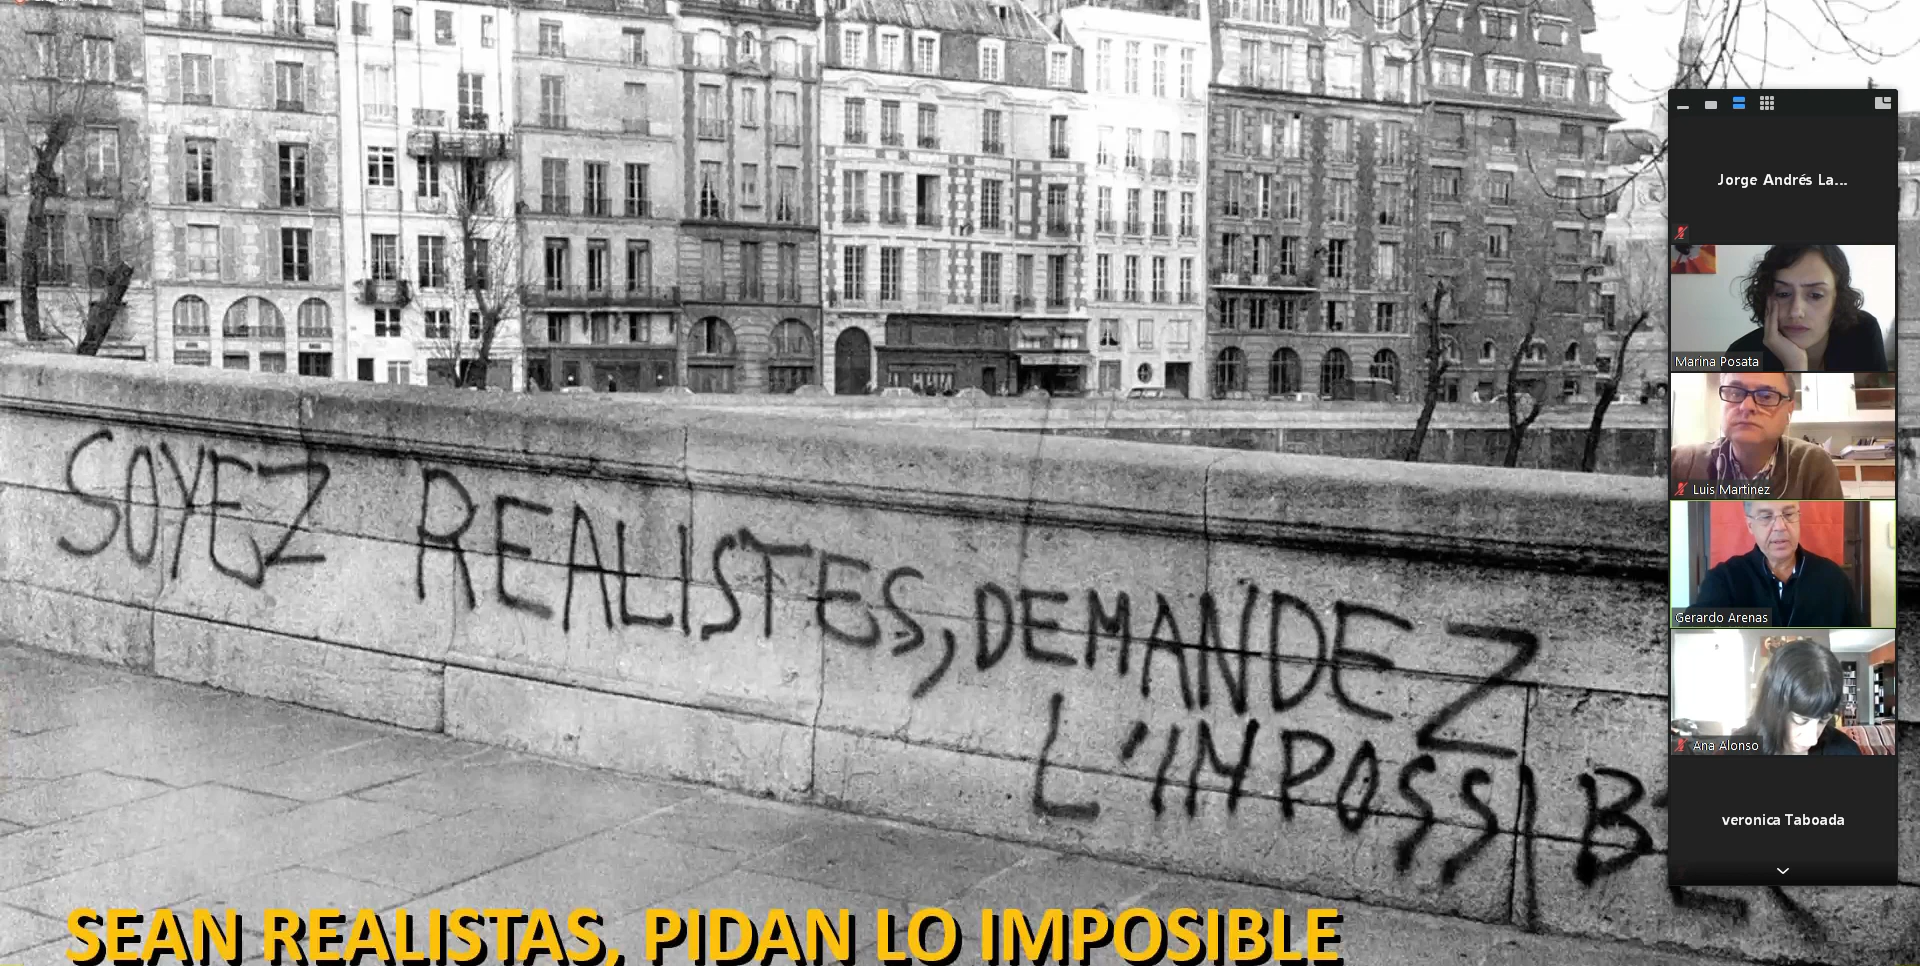 SOYEZ REALISTES, DEMANDEZ
L'IMPOSSIB
SEAN REALISTAS, PIDAN LO IMPOSIBLE
Jorge Andrés La...
Marina Posata
Luis Martinez
Gerardo Arenas
Ana Alonso
veronica Taboada